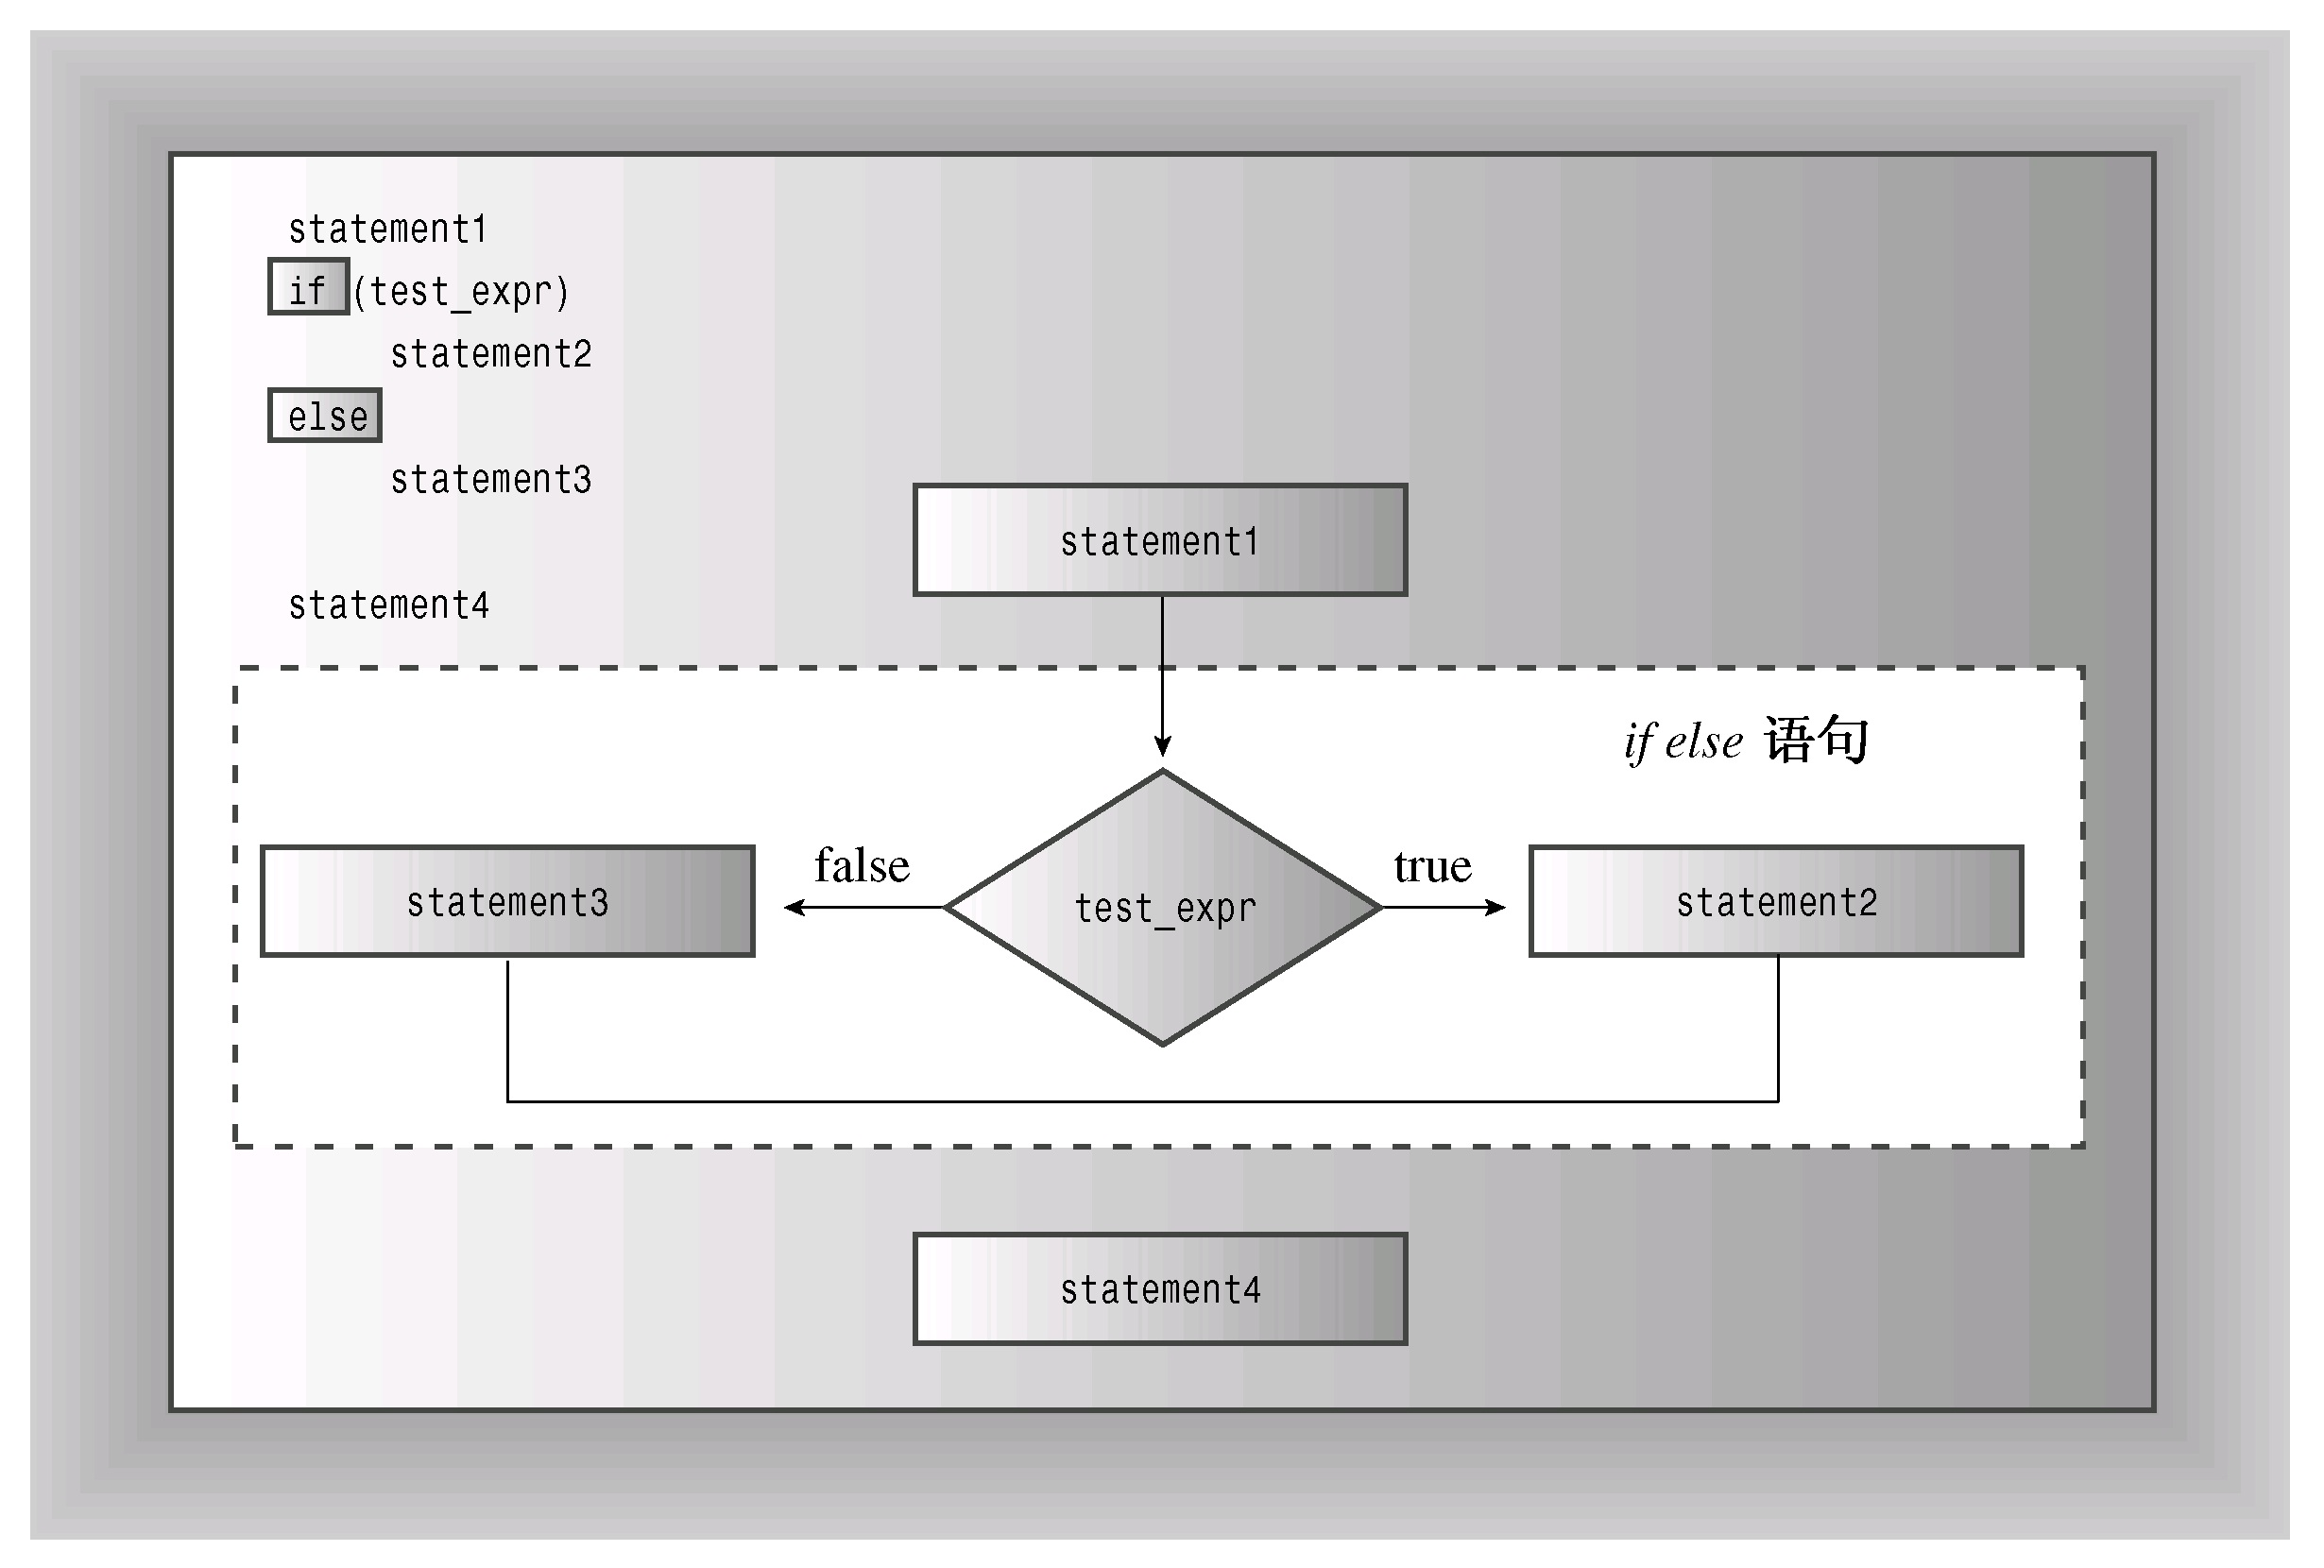 statement1
if (test_expr)
statement2
else
statement3
statement4
statement1
if else 语句
false
true
statement3
test_expr
statement2
statement4